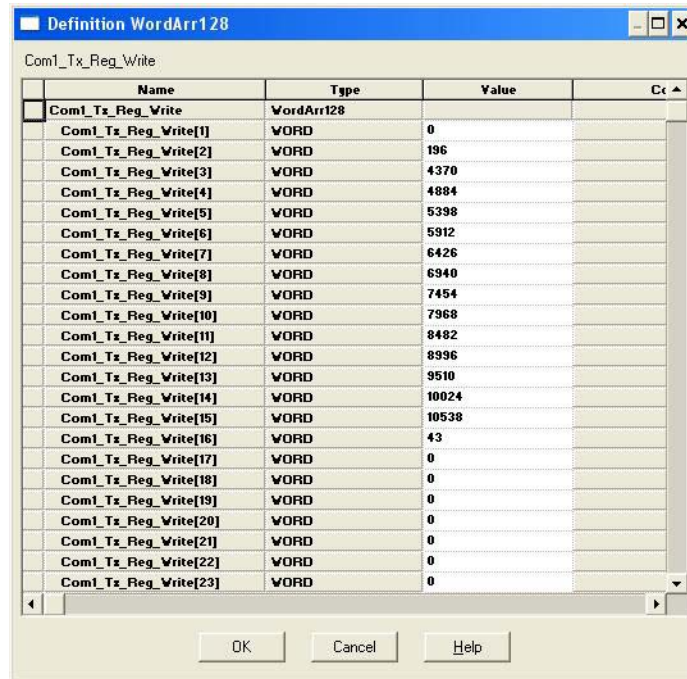 Definition WordArr128
Com1_Tx_Reg_Write
Name Type Value Co
Com1_Tx_Reg_Write WordArr128
Com1_Tx_Reg_Write[1] WORD 0
Com1_Tx_Reg_Write[2] WORD 196
Com1_Tx_Reg_Write[3] WORD 4370
Com1_Tx_Reg_Write[4] WORD 4884
Com1_Tx_Reg_Write[5] WORD 5398
Com1_Tx_Reg_Write[6] WORD 5912
Com1_Tx_Reg_Write[7] WORD 6426
Com1_Tx_Reg_Write[8] WORD 6940
Com1_Tx_Reg_Write[9] WORD 7454
Com1_Tx_Reg_Write[10] WORD 7968
Com1_Tx_Reg_Write[11] WORD 8482
Com1_Tx_Reg_Write[12] WORD 8996
Com1_Tx_Reg_Write[13] WORD 9510
Com1_Tx_Reg_Write[14] WORD 10024
Com1_Tx_Reg_Write[15] WORD 10538
Com1_Tx_Reg_Write[16] WORD 43
Com1_Tx_Reg_Write[17] WORD 0
Com1_Tx_Reg_Write[18] WORD 0
Com1_Tx_Reg_Write[19] WORD 0
Com1_Tx_Reg_Write[20] WORD 0
Com1_Tx_Reg_Write[21] WORD 0
Com1_Tx_Reg_Write[22] WORD 0
Com1_Tx_Reg_Write[23] WORD 0
OK Cancel Help